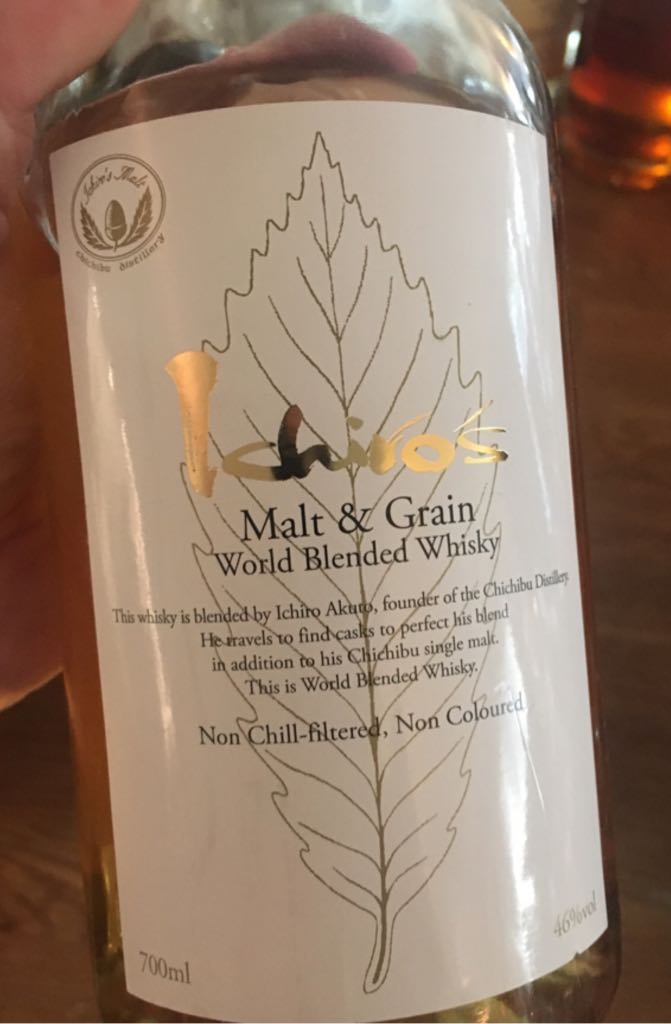 Ichiro's Malt
chichibu distillery
Ichiro's
Malt & Grain
World Blended Whisky
This whisky is blended by Ichiro Akuto, founder of the Chichibu Distillery.
He travels to find casks to perfect his blend
in addition to his Chichibu single malt.
This is World Blended Whisky.
Non Chill-filtered, Non Coloured
700ml
46%vol